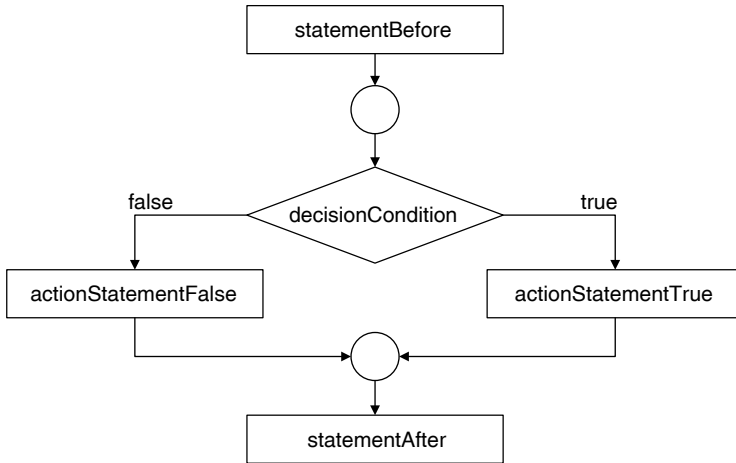 statementBefore
false
decisionCondition
true
actionStatementFalse
actionStatementTrue
statementAfter